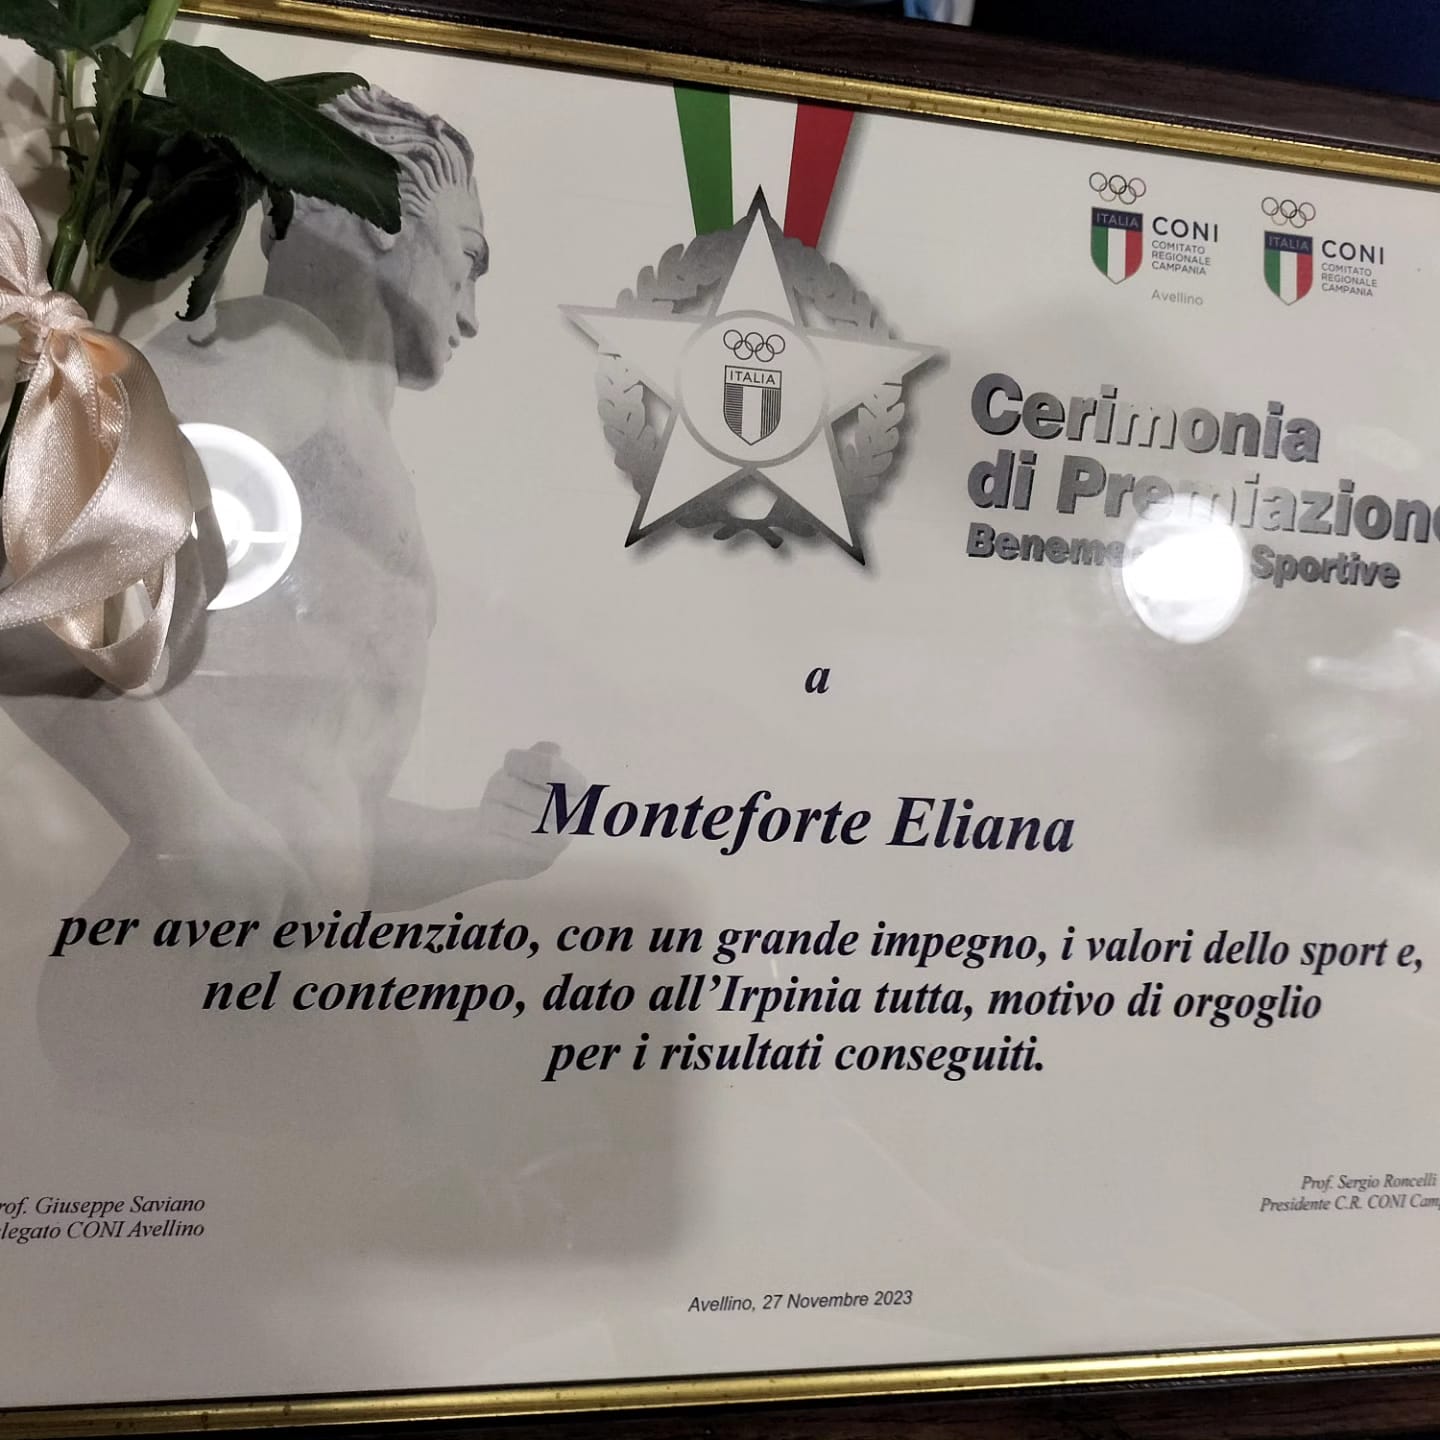 ITALIA
CONI
COMITATO
REGIONALE
CAMPANIA
Avellino
ITALIA
CONI
COMITATO
REGIONALE
CAMPANIA
ITALIA
Cerimonia
di Premiazione
Sportive
a
Monteforte Eliana
per aver evidenziato, con un grande impegno, i valori dello sport e,
nel contempo, dato all’Irpinia tutta, motivo di orgoglio
per i risultati conseguiti.
Giuseppe Saviano
CONI Avellino
Prof. Sergio Roncelli
Presidente C.R. CONI
Avellino, 27 Novembre 2023